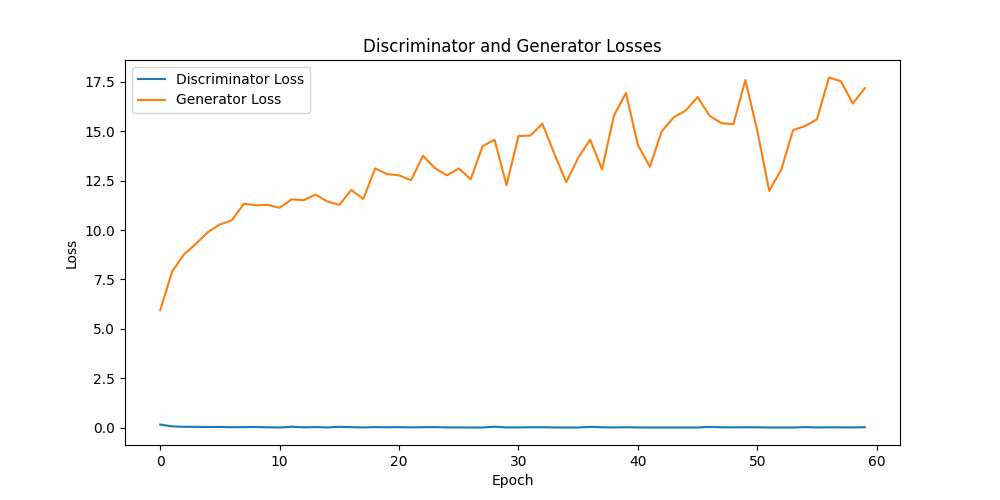 Discriminator and Generator Losses
Discriminator Loss
Generator Loss
17.5
15.0
12.5
10.0
7.5
5.0
2.5
0.0
Loss
0 10 20 30 40 50 60
Epoch